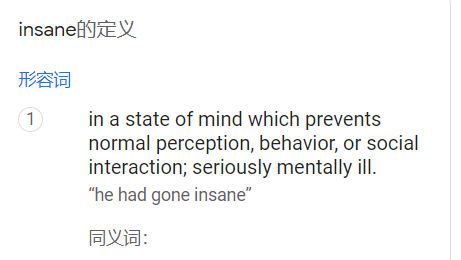 insane的定义
形容词
1
in a state of mind which prevents
normal perception, behavior, or social
interaction; seriously mentally ill.
“he had gone insane”
同义词：